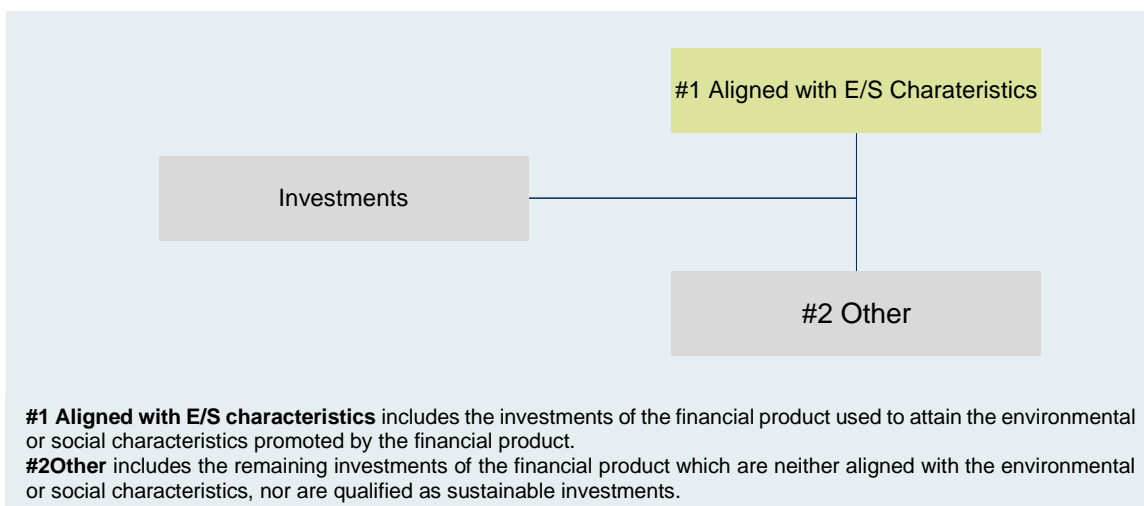 #1 Aligned with E/S Charateristics
Investments
#2 Other
#1 Aligned with E/S characteristics includes the investments of the financial product used to attain the environmental
or social characteristics promoted by the financial product.
#2Other includes the remaining investments of the financial product which are neither aligned with the environmental
or social characteristics, nor are qualified as sustainable investments.